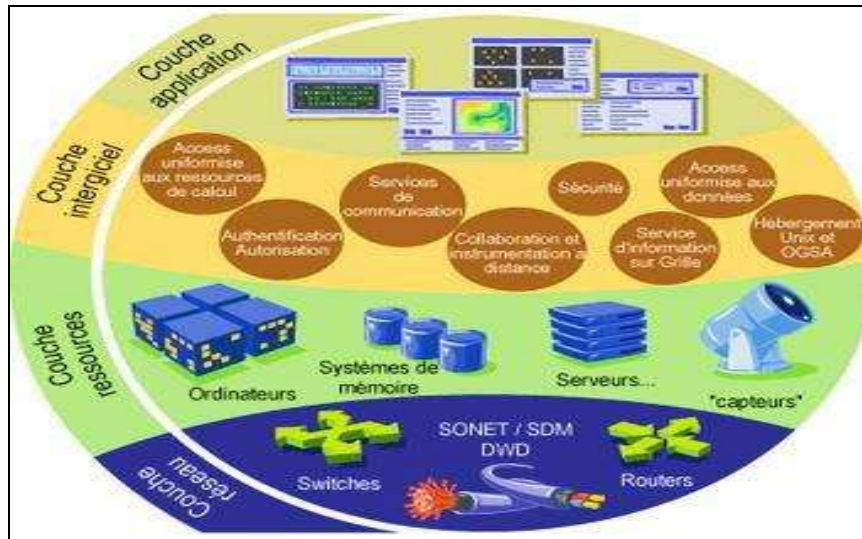 Couche
application
Couche
intergiciel
Access
uniformise
aux ressources
de calcul
Authentification
Autorisation
Services
de
communication
Collaboration et
instrumentation a
distance
Sécurité
Service
d'information
sur Grille
Access
uniformise aux
données
Hébergement
Unix et
OGSA
Couche
ressources
Ordinateurs
Systèmes de
mémoire
Serveurs...
"capteurs"
Couche
réseau
Switches
SONET / SDM
DWD
Routers